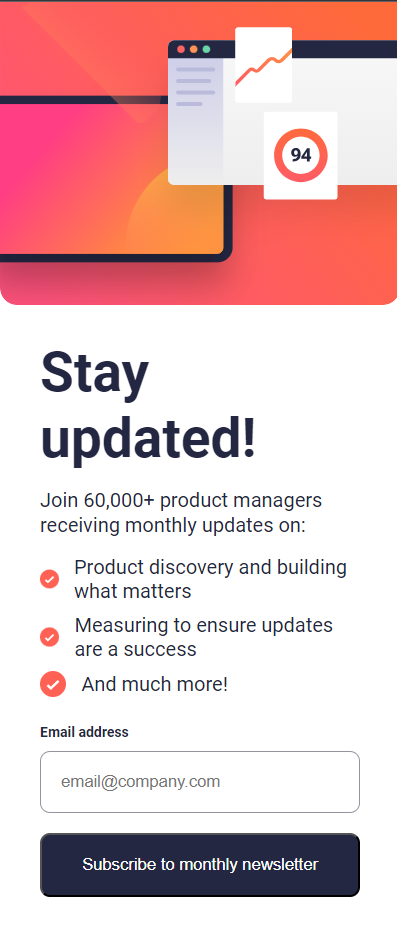 94
Stay
updated!
Join 60,000+ product managers
receiving monthly updates on:
Product discovery and building
what matters
Measuring to ensure updates
are a success
And much more!
Email address
email@company.com
Subscribe to monthly newsletter